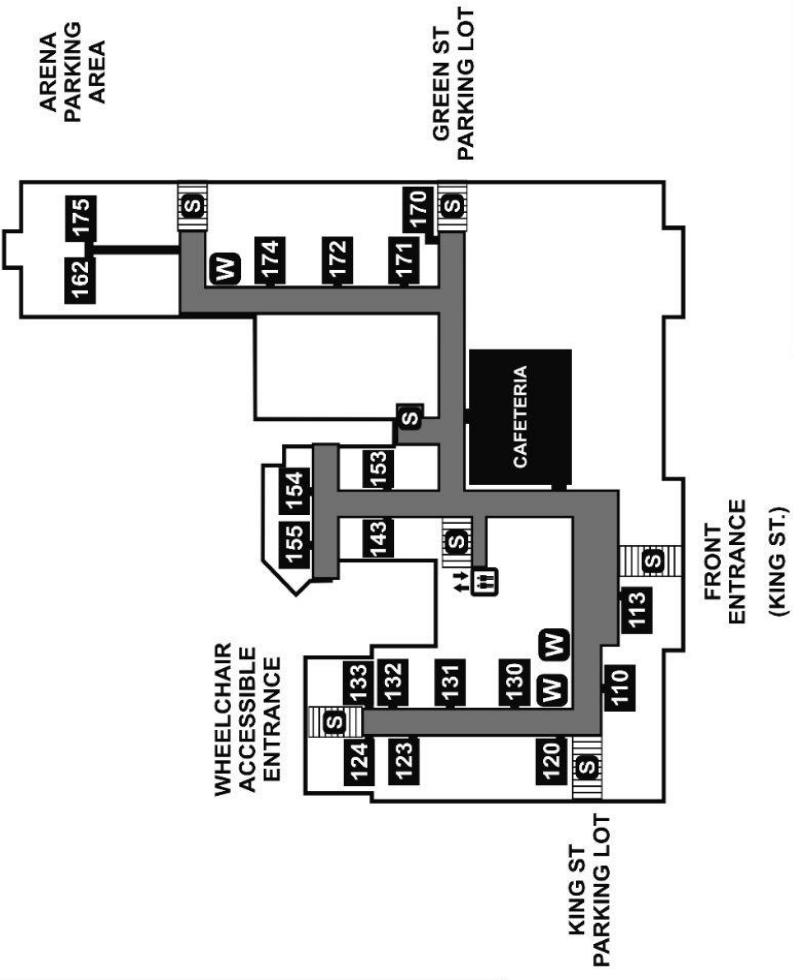 ARENA
PARKING
AREA
GREEN ST
PARKING LOT
175
162
S
W
174
172
171
170
S
S
CAFETERIA
154
155
153
143
S
WHEELCHAIR
ACCESSIBLE
ENTRANCE
133
132
131
130
W
W
S
124
123
120
S
110
113
S
FRONT
ENTRANCE
(KING ST.)
KING ST
PARKING LOT